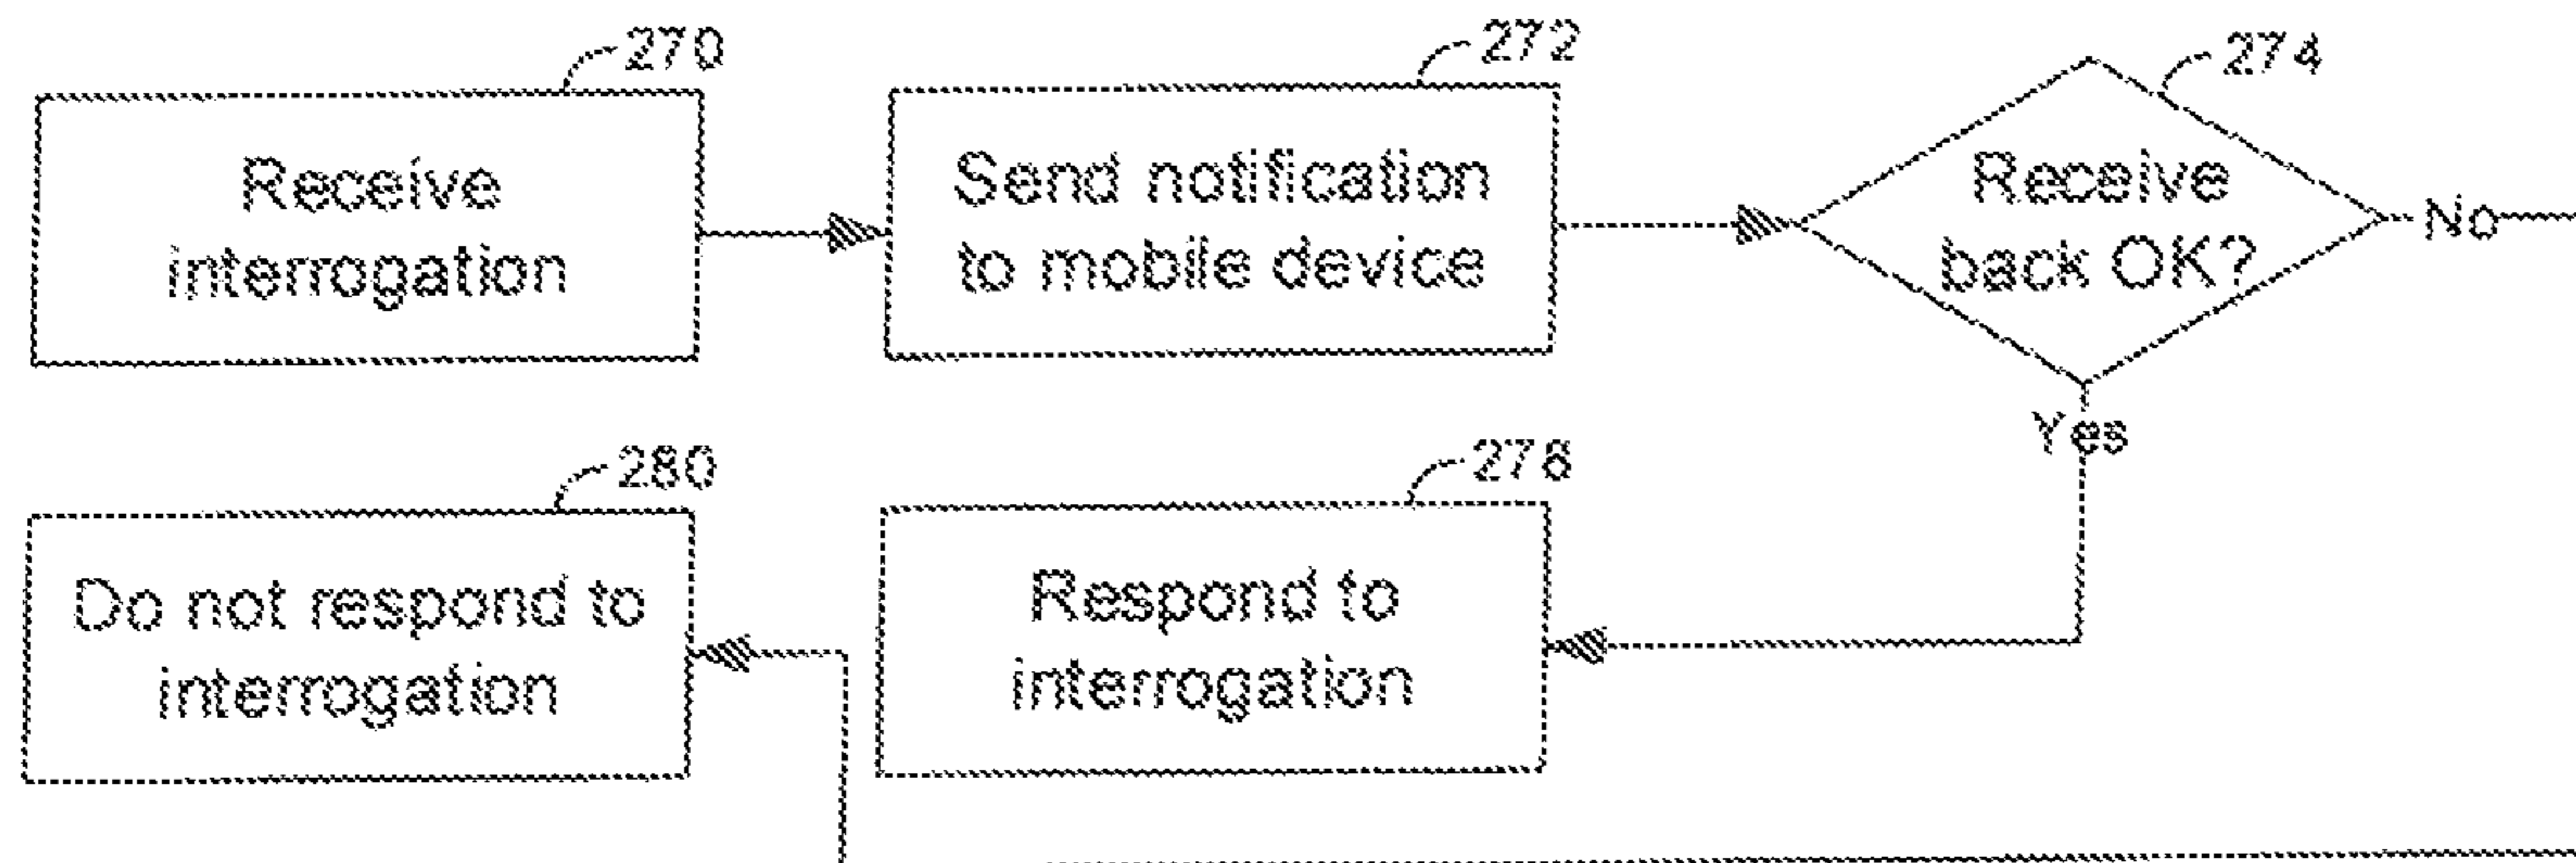 270
Receive
interrogation
272
Send notification
to mobile device
274
Receive
back OK?
No
Yes
280
Do not respond to
interrogation
278
Respond to
interrogation